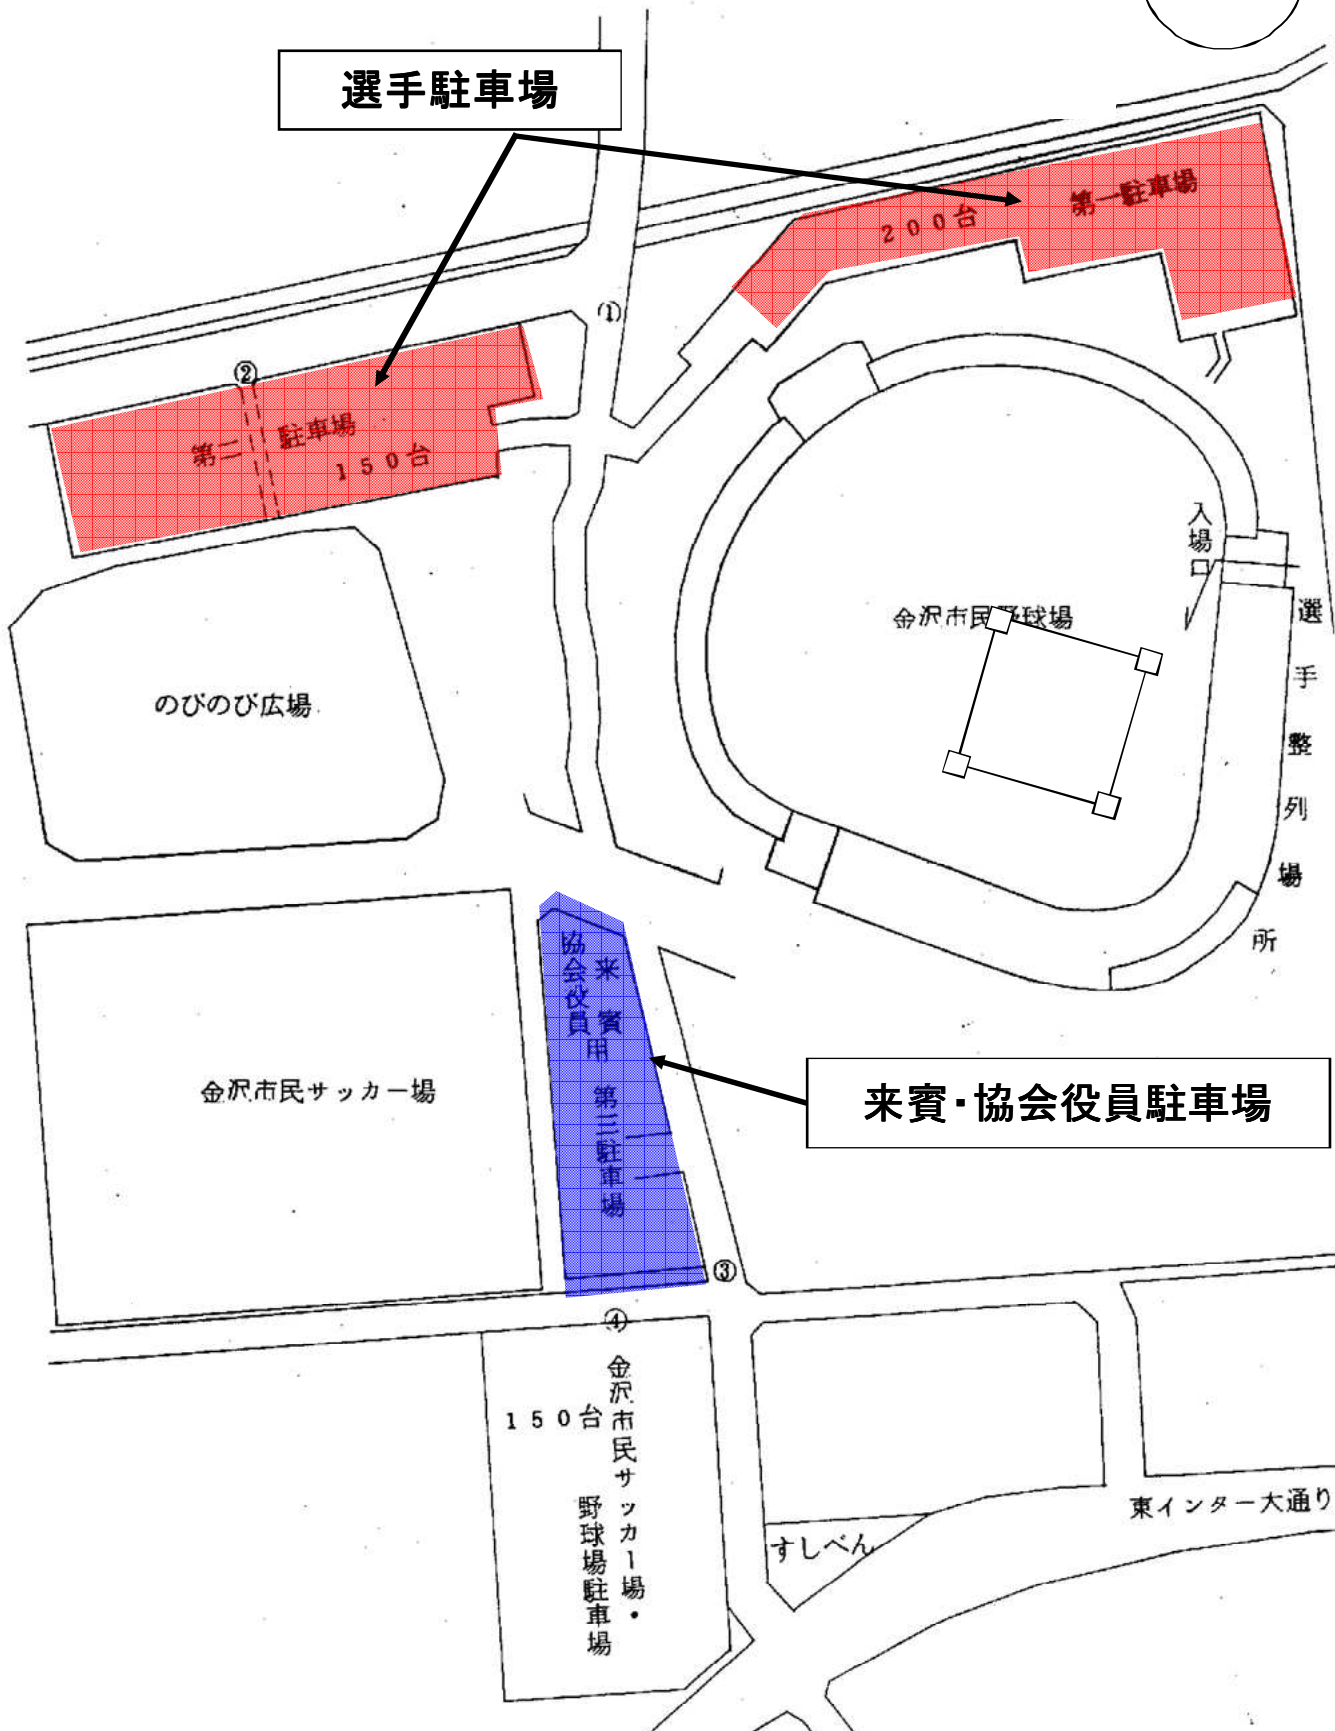 選手駐車場
第一駐車場
200台
①
②
第二 駐車場
150台
入場口
金沢市民野球場
選手整列場所
のびのび広場
来賓用
協会役員
第三駐車場
金沢市民サッカー場
来賓・協会役員駐車場
③
④
金沢市民サッカー場・
野球場駐車場
150台
東インター大通り
すしべん